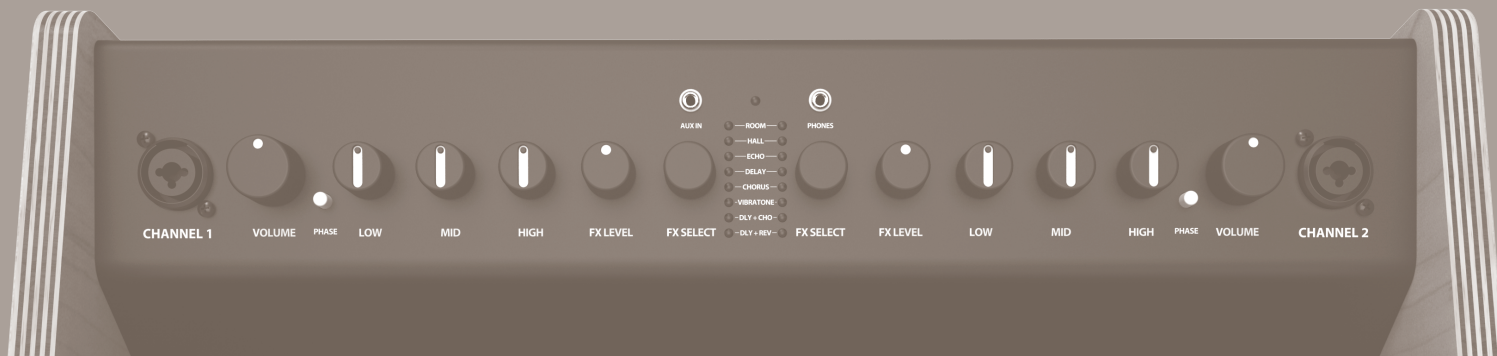 AUX IN
PHONES
ROOM
HALL
ECHO
DELAY
CHORUS
VIBRATONE
DLY + CHO
DLY + REV
CHANNEL 1
VOLUME
PHASE
LOW
MID
HIGH
FX LEVEL
FX SELECT
FX SELECT
FX LEVEL
LOW
MID
HIGH
PHASE
VOLUME
CHANNEL 2